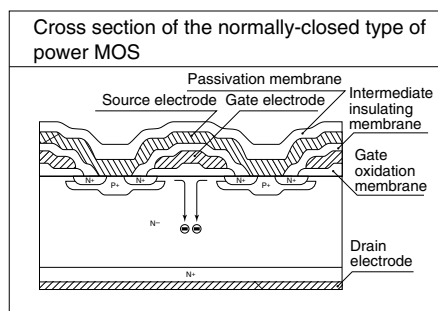 Cross section of the normally-closed type of
power MOS
Passivation membrane
Source electrode
Gate electrode
Intermediate
insulating
membrane
Gate
oxidation
membrane
N+
N+
N+
N+
P+
P+
N−
N+
Drain
electrode